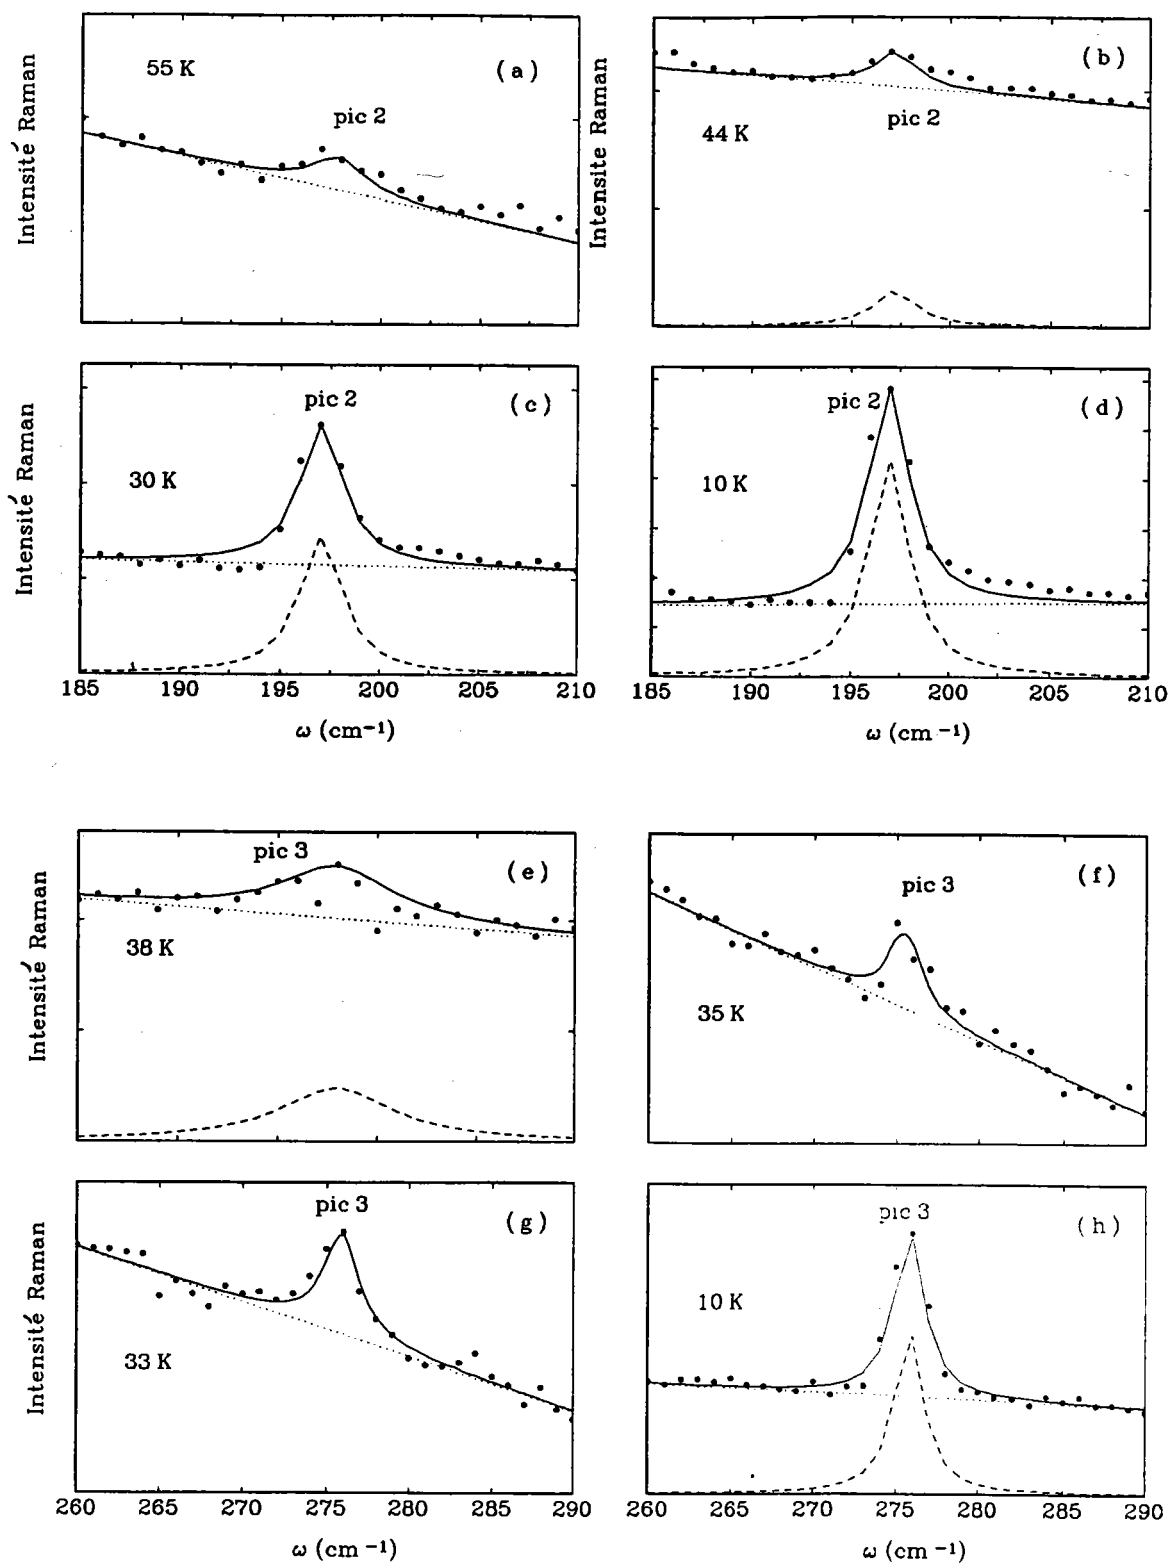 55 K
(a)
pic 2
Intensité Raman
(b)
pic 2
44 K
Intensite Raman
pic 2
(c)
30 K
Intensité Raman
185 190 195 200 205 210
ω (cm⁻¹)
pic 2
(d)
10 K
185 190 195 200 205 210
ω (cm ⁻¹)
pic 3
(e)
38 K
Intensité Raman
pic 3
(f)
35 K
pic 3
(g)
33 K
Intensité Raman
260 265 270 275 280 285 290
ω (cm⁻¹)
pic 3
(h)
10 K
260 265 270 275 280 285 290
ω (cm ⁻¹)